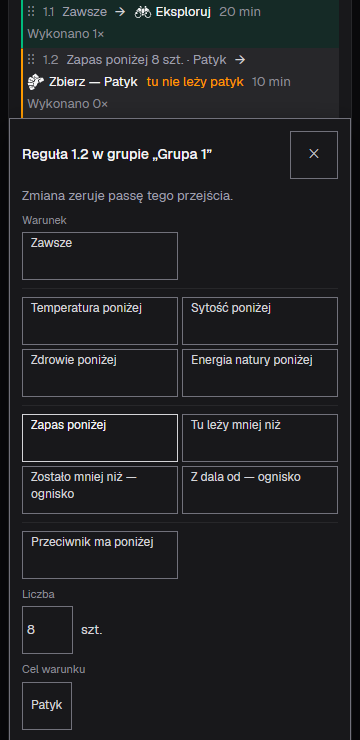 1.1 Zawsze → Eksploruj 20 min
Wykonano 1×
1.2 Zapas poniżej 8 szt. · Patyk →
Zbierz — Patyk tu nie leży patyk 10 min
Wykonano 0×
Reguła 1.2 w grupie „Grupa 1”
×
Zmiana zeruje passę tego przejścia.
Warunek
Zawsze
Temperatura poniżej
Sytość poniżej
Zdrowie poniżej
Energia natury poniżej
Zapas poniżej
Tu leży mniej niż
Zostało mniej niż —
ognisko
Z dala od — ognisko
Przeciwnik ma poniżej
Liczba
8 szt.
Cel warunku
Patyk